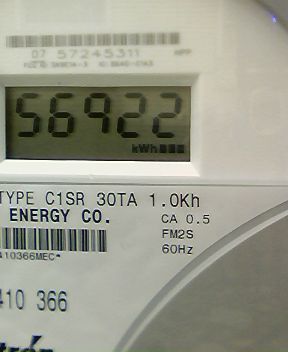 07 57245311
56922
kWh
TYPE C1SR 30TA 1.0Kh
ENERGY CO.
CA 0.5
FM2S
60Hz
410366MEC*
410 366
trón